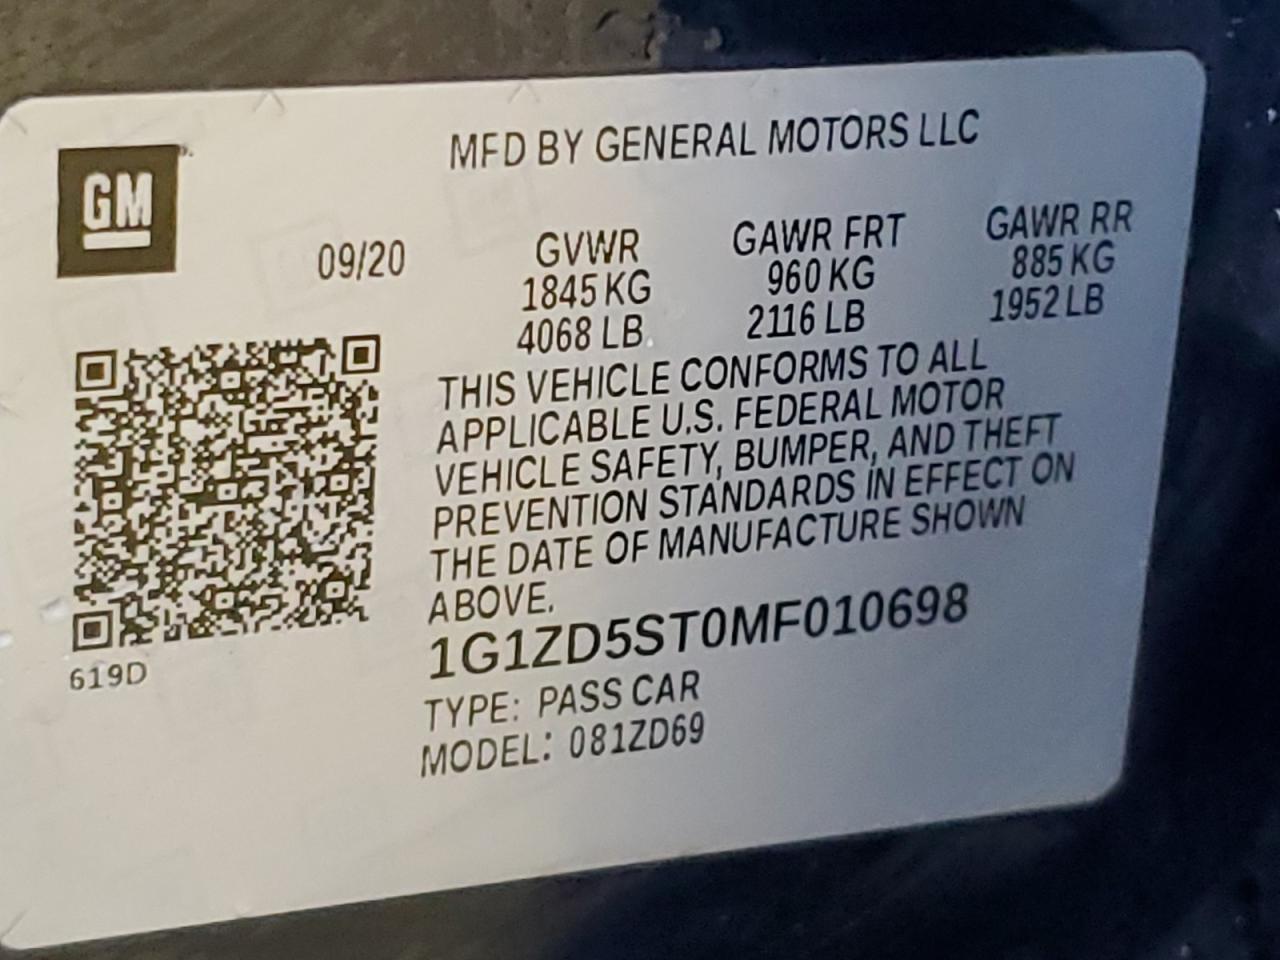 GM
MFD BY GENERAL MOTORS LLC
09/20
GVWR GAWR FRT GAWR RR
1845 KG 960 KG 885 KG
4068 LB 2116 LB 1952 LB
THIS VEHICLE CONFORMS TO ALL
APPLICABLE U.S. FEDERAL MOTOR
VEHICLE SAFETY, BUMPER, AND THEFT
PREVENTION STANDARDS IN EFFECT ON
THE DATE OF MANUFACTURE SHOWN
ABOVE.
1G1ZD5ST0MF010698
619D
TYPE: PASS CAR
MODEL: 081ZD69